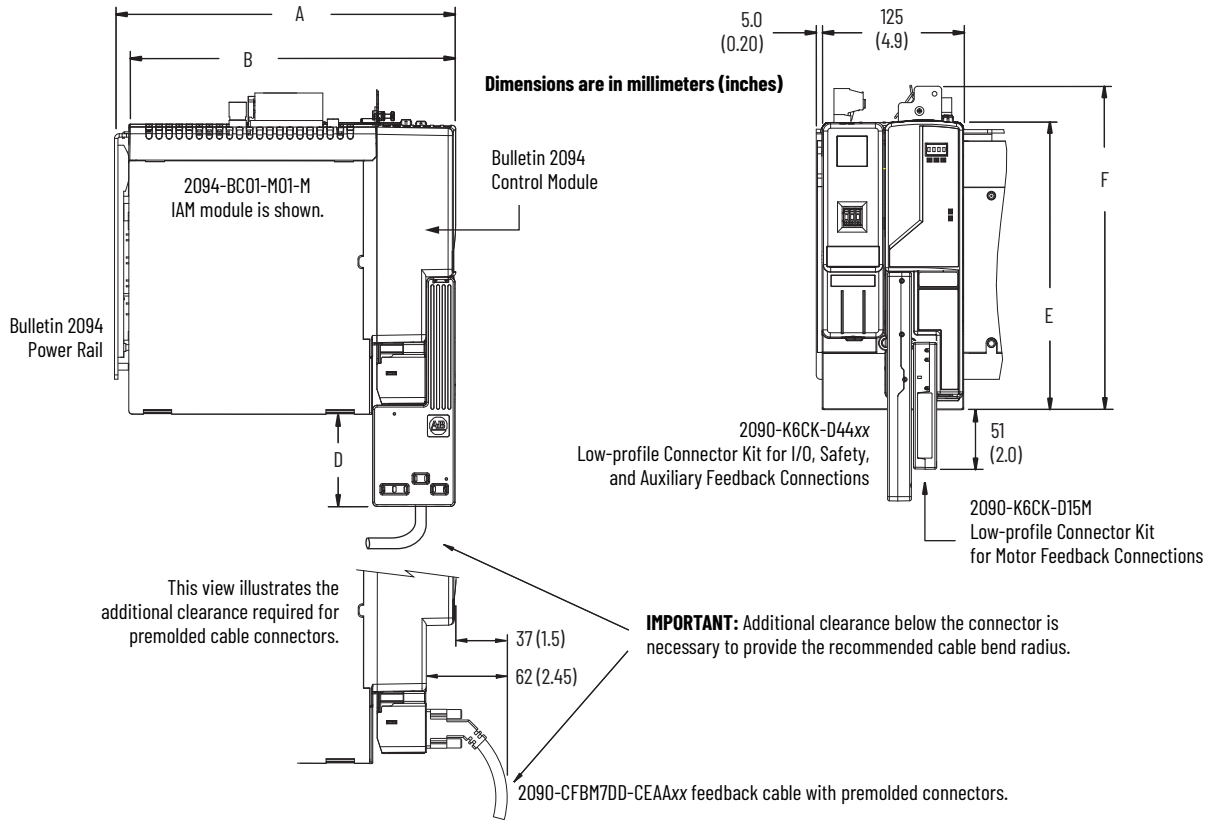 A
5.0
(0.20)
125
(4.9)
B
Dimensions are in millimeters (inches)
Bulletin 2094
Control Module
2094-BC01-M01-M
IAM module is shown.
F
E
Bulletin 2094
Power Rail
D
AB
2090-K6CK-D44xx
Low-profile Connector Kit for I/O, Safety,
and Auxiliary Feedback Connections
51
(2.0)
2090-K6CK-D15M
Low-profile Connector Kit
for Motor Feedback Connections
This view illustrates the
additional clearance required for
premolded cable connectors.
IMPORTANT: Additional clearance below the connector is
necessary to provide the recommended cable bend radius.
37 (1.5)
62 (2.45)
2090-CFBM7DD-CEAAxx feedback cable with premolded connectors.